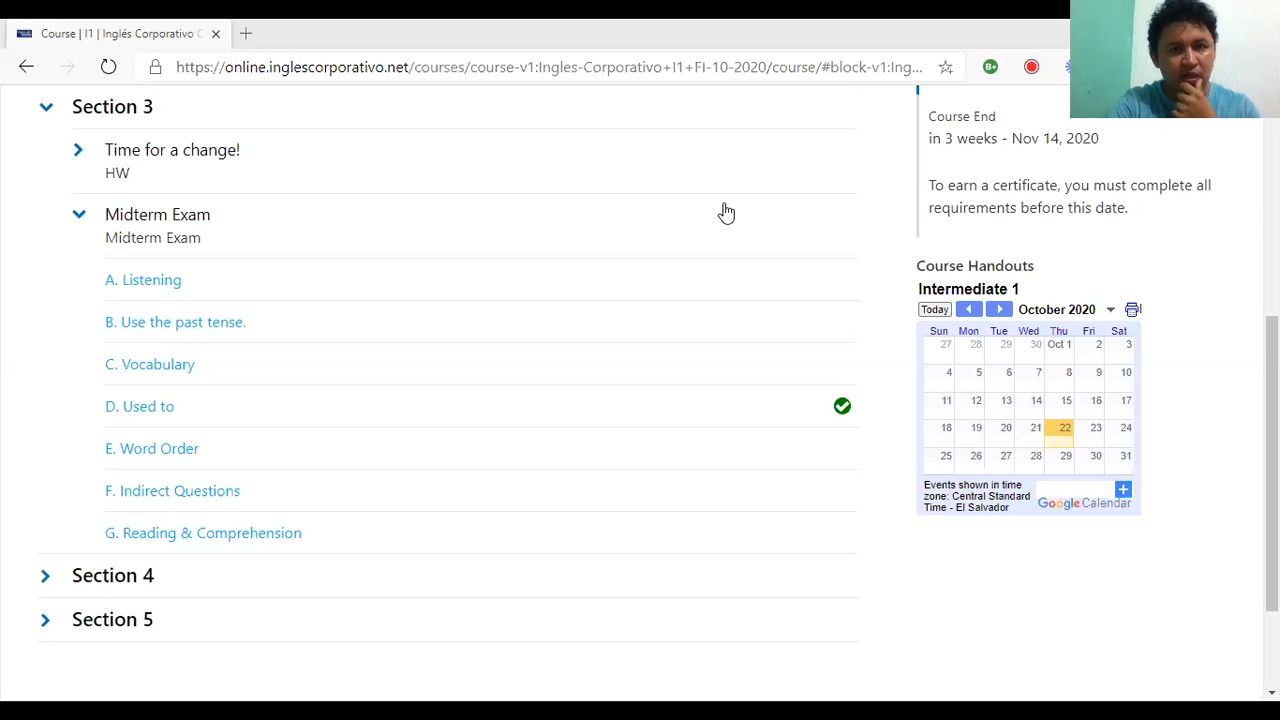 Course | I1 | Inglés Corporativo C
https://online.inglescorporativo.net/courses/course-v1:Ingles-Corporativo+I1+FI-10-2020/course/#block-v1:Ing...
Section 3
Time for a change!
HW
Midterm Exam
Midterm Exam
A. Listening
B. Use the past tense.
C. Vocabulary
D. Used to
E. Word Order
F. Indirect Questions
G. Reading & Comprehension
Section 4
Section 5
Course End
in 3 weeks - Nov 14, 2020
To earn a certificate, you must complete all
requirements before this date.
Course Handouts
Intermediate 1
Today October 2020
Sun Mon Tue Wed Thu Fri Sat
27 28 29 30 Oct 1 2 3
4 5 6 7 8 9 10
11 12 13 14 15 16 17
18 19 20 21 22 23 24
25 26 27 28 29 30 31
Events shown in time
zone: Central Standard
Time - El Salvador
Google Calendar